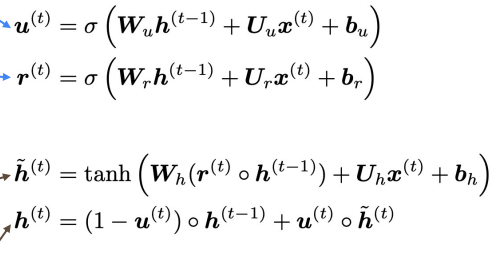 u^{(t)} = σ(W_u h^{(t−1)} + U_u x^{(t)} + b_u)
r^{(t)} = σ(W_r h^{(t−1)} + U_r x^{(t)} + b_r)
h̃^{(t)} = tanh(W_h(r^{(t)} ∘ h^{(t−1)}) + U_h x^{(t)} + b_h)
h^{(t)} = (1 − u^{(t)}) ∘ h^{(t−1)} + u^{(t)} ∘ h̃^{(t)}